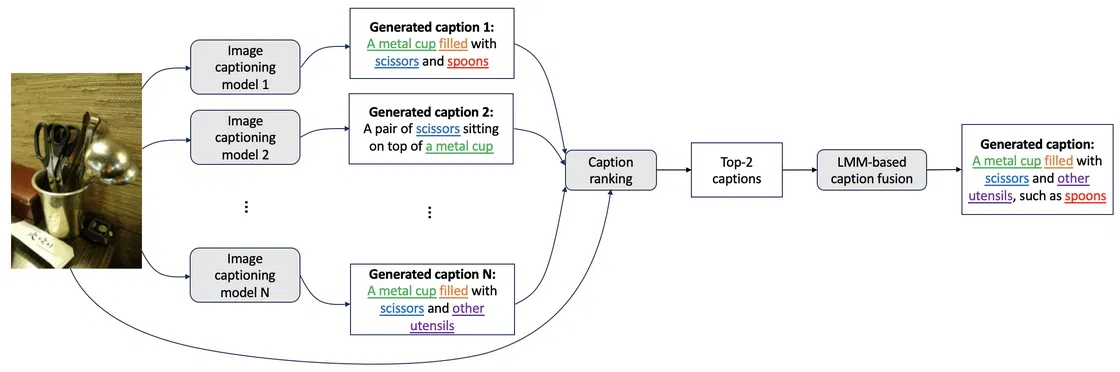 Image
captioning
model 1
Generated caption 1:
A metal cup filled with
scissors and spoons
Image
captioning
model 2
Generated caption 2:
A pair of scissors sitting
on top of a metal cup
...
...
Image
captioning
model N
Generated caption N:
A metal cup filled with
scissors and other
utensils
Caption
ranking
Top-2
captions
LMM-based
caption fusion
Generated caption:
A metal cup filled with
scissors and other
utensils, such as spoons